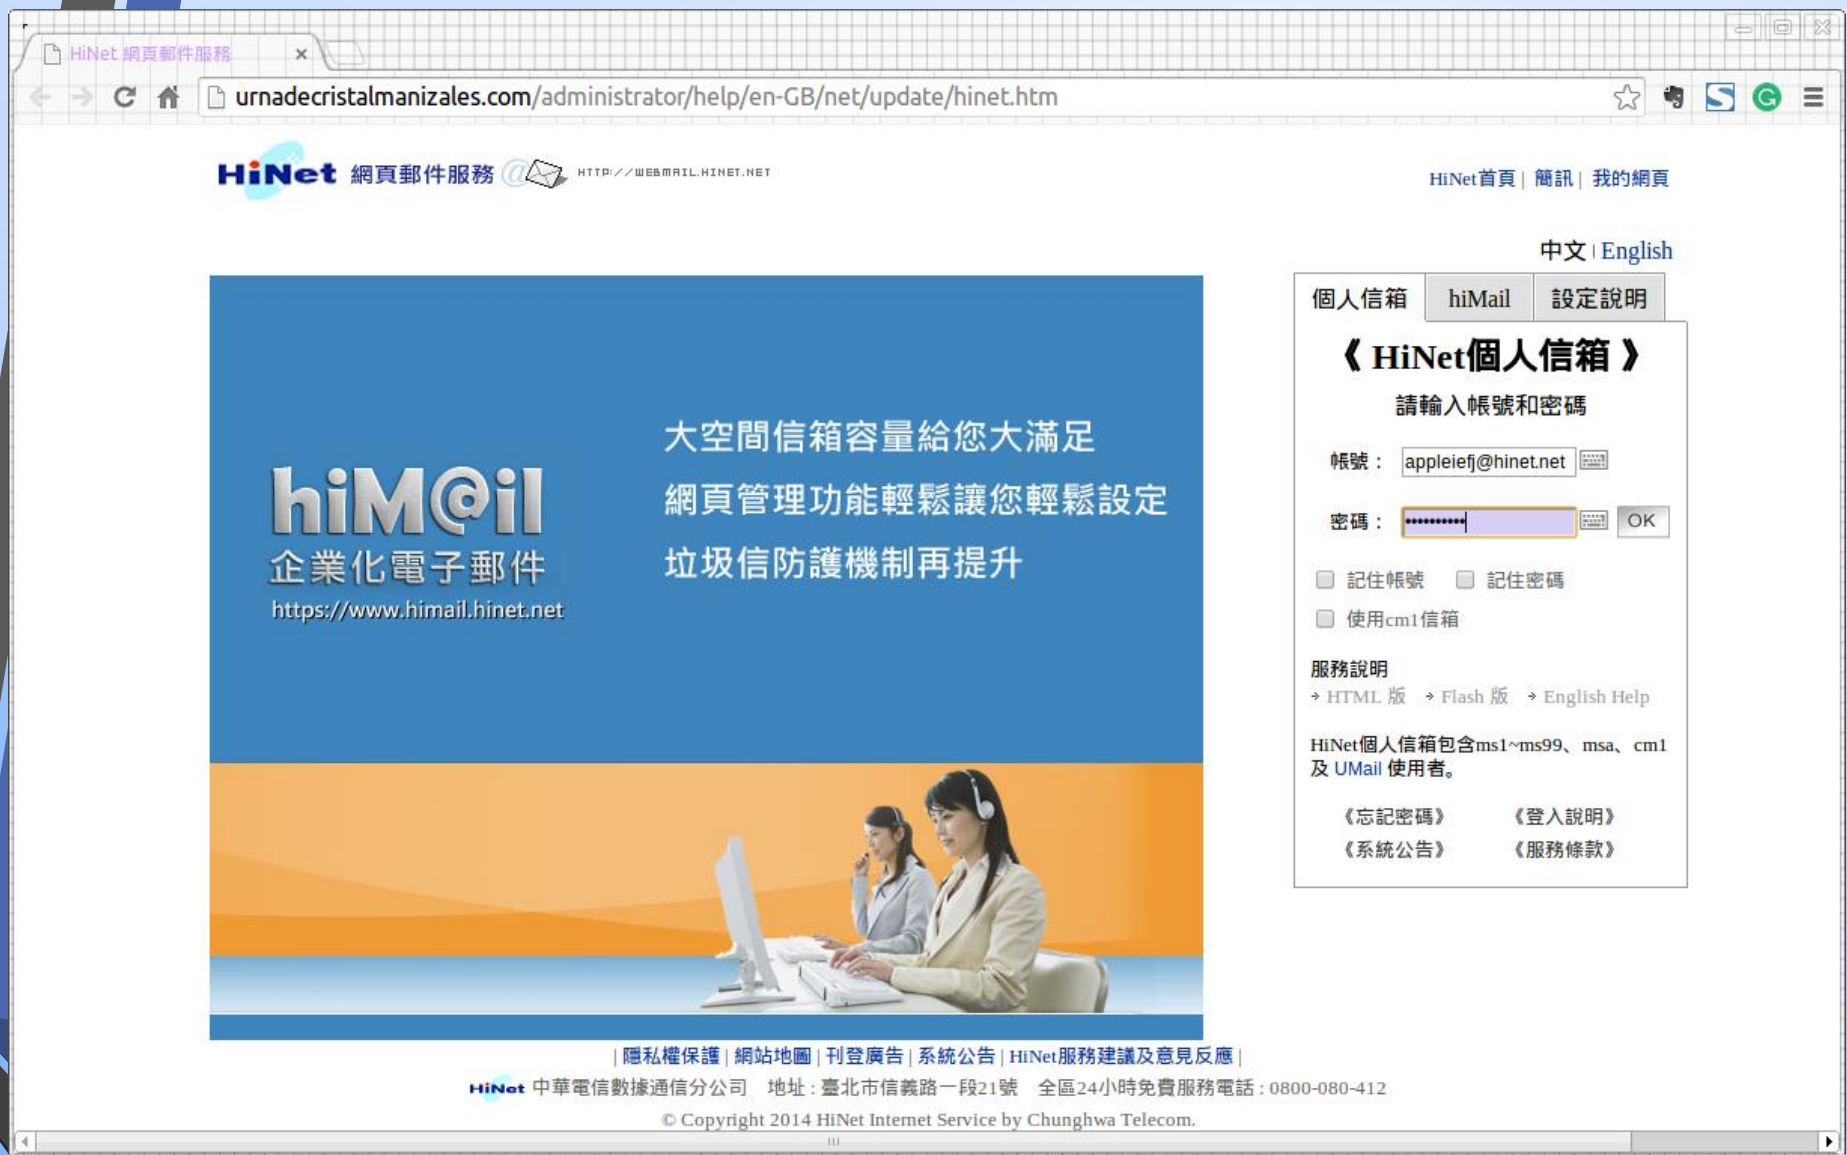 HiNet 網頁郵件服務
urnadecristalmanizales.com/administrator/help/en-GB/net/update/hinet.htm
HiNet 網頁郵件服務 @ HTTP://WEBMAIL.HINET.NET
HiNet首頁| 簡訊| 我的網頁
中文 | English
個人信箱 hiMail 設定說明
《 HiNet個人信箱 》
請輸入帳號和密碼
帳號： appleiefj@hinet.net
密碼： •••••••••• OK
記住帳號 記住密碼
使用cm1信箱
服務說明
HTML 版 Flash 版 English Help
HiNet個人信箱包含ms1~ms99、msa、cm1
及 UMail 使用者。
《忘記密碼》 《登入說明》
《系統公告》 《服務條款》
大空間信箱容量給您大滿足
網頁管理功能輕鬆讓您輕鬆設定
垃圾信防護機制再提升
hiM@il
企業化電子郵件
https://www.himail.hinet.net
| 隱私權保護 | 網站地圖 | 刊登廣告 | 系統公告 | HiNet服務建議及意見反應 |
HiNet 中華電信數據通信分公司 地址 : 臺北市信義路一段21號 全區24小時免費服務電話 : 0800-080-412
© Copyright 2014 HiNet Internet Service by Chunghwa Telecom.